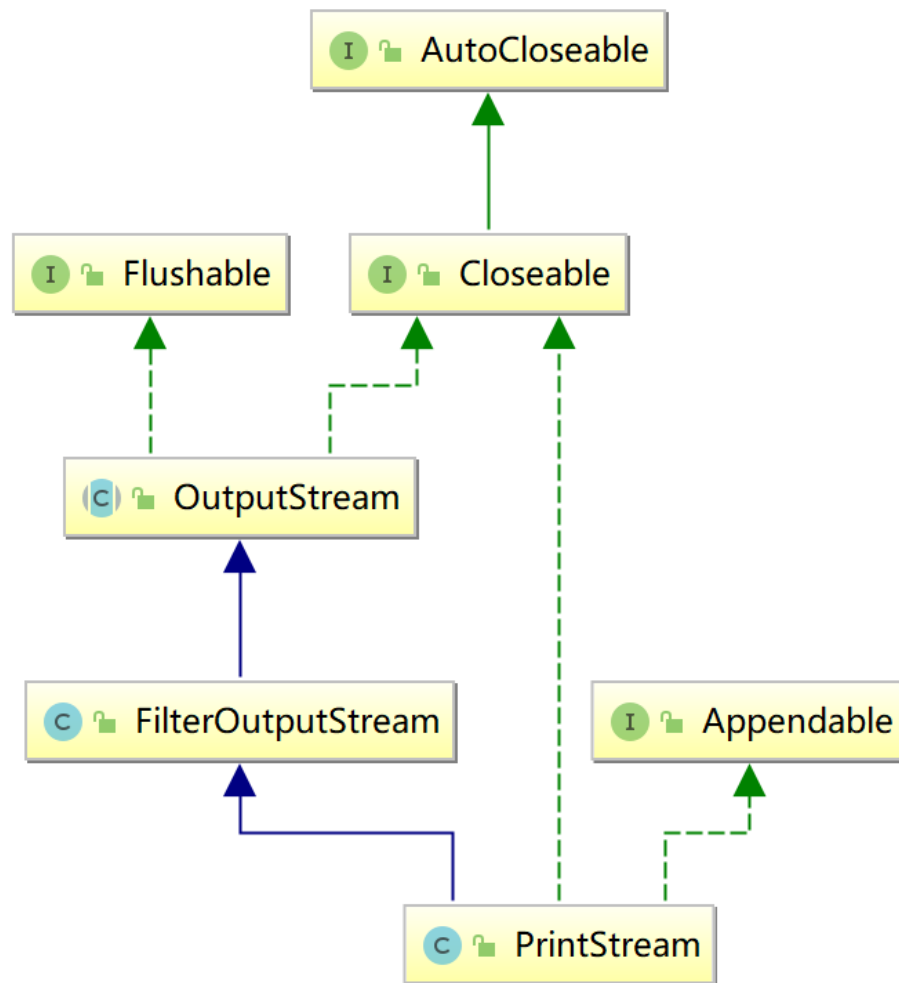 I AutoCloseable
I Flushable
I Closeable
C OutputStream
C FilterOutputStream
I Appendable
C PrintStream